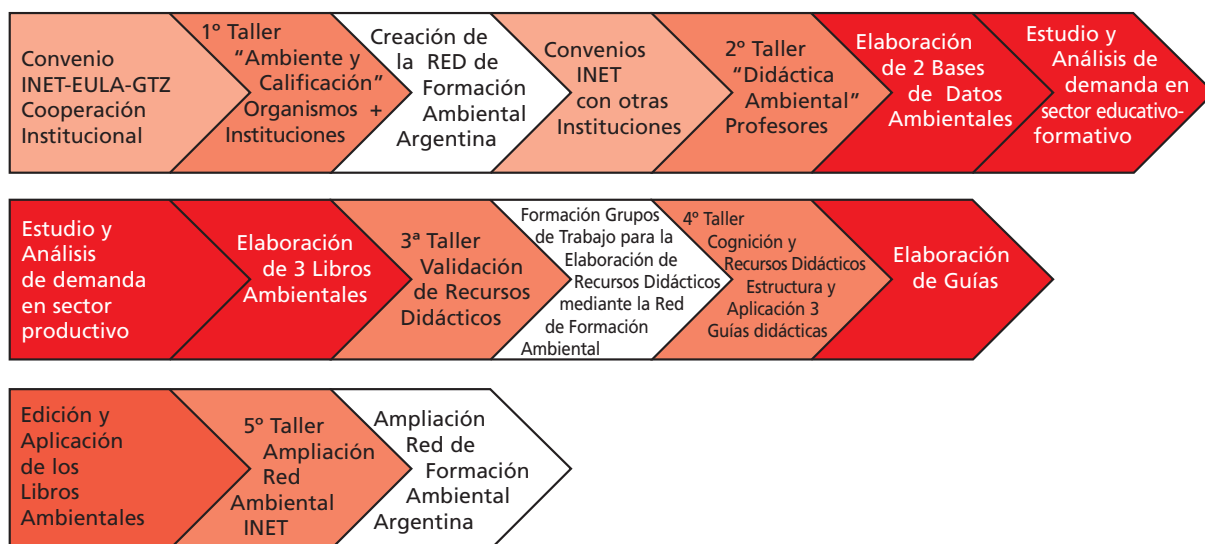 Convenio
INET-EULA-GTZ
Cooperación
Institucional
1º Taller
“Ambiente y
Calificación”
Organismos +
Instituciones
Creación de
la RED de
Formación
Ambiental
Argentina
Convenios
INET
con otras
Instituciones
2º Taller
“Didáctica
Ambiental”
Profesores
Elaboración
de 2 Bases
de Datos
Ambientales
Estudio y
Análisis de
demanda en
sector educativo-
formativo
Estudio y
Análisis
de demanda
en sector
productivo
Elaboración
de 3 Libros
Ambientales
3ª Taller
Validación
de Recursos
Didácticos
Formación Grupos
de Trabajo para la
Elaboración de
Recursos Didácticos
mediante la Red
de Formación
Ambiental
4º Taller
Cognición y
Recursos Didácticos
Estructura y
Aplicación 3
Guías didácticas
Elaboración
de Guías
Edición y
Aplicación
de los
Libros
Ambientales
5º Taller
Ampliación
Red
Ambiental
INET
Ampliación
Red de
Formación
Ambiental
Argentina